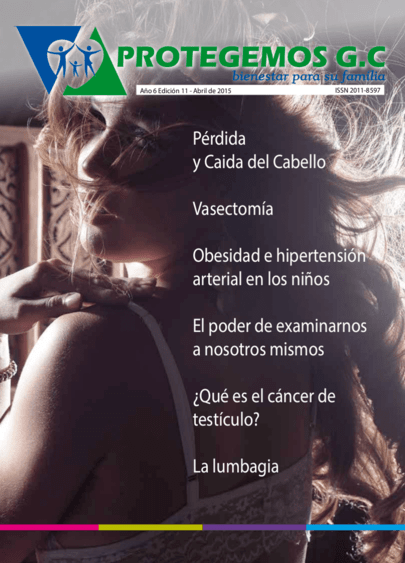 PROTEGEMOS G.C
bienestar para su familia
Año 6 Edición 11 - Abril de 2015
ISSN 2011-8597
Pérdida
y Caida del Cabello
Vasectomía
Obesidad e hipertensión
arterial en los niños
El poder de examinarnos
a nosotros mismos
¿Qué es el cáncer de
testículo?
La lumbagia